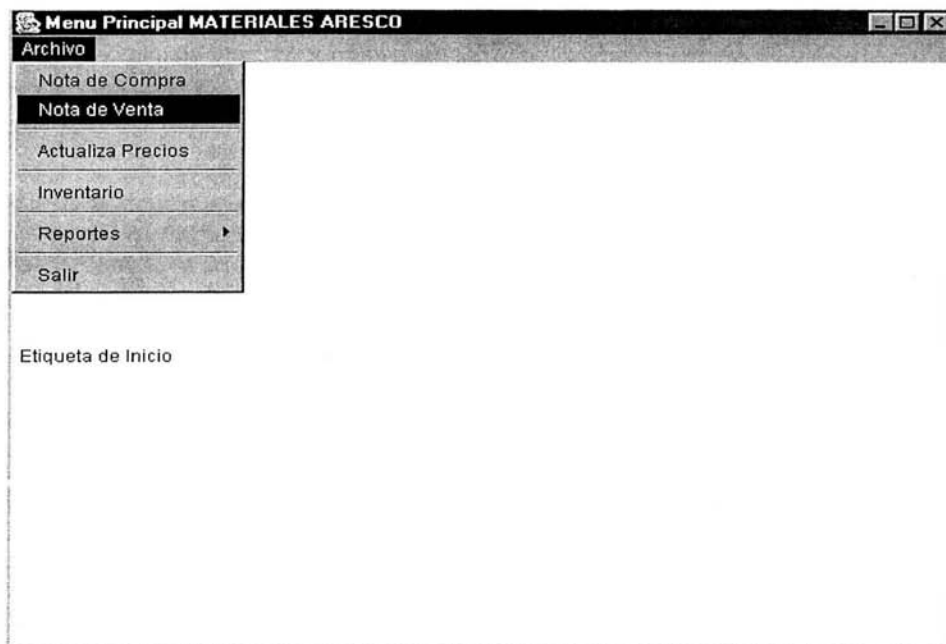 Menu Principal MATERIALES ARESCO
Archivo
Nota de Compra
Nota de Venta
Actualiza Precios
Inventario
Reportes
Salir
Etiqueta de Inicio